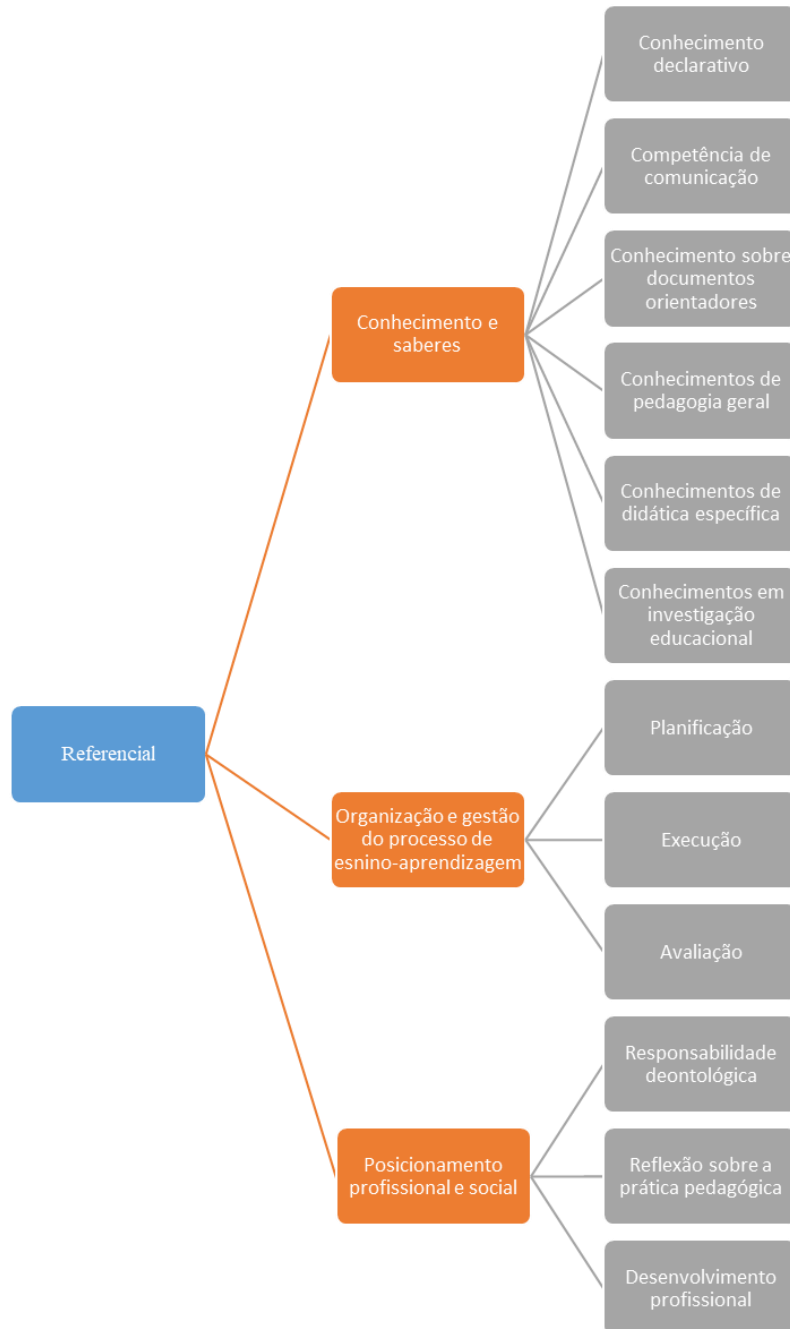 Conhecimento
declarativo
Competência de
comunicação
Conhecimento sobre
documentos
orientadores
Conhecimento e
saberes
Conhecimentos de
pedagogia geral
Conhecimentos de
didática específica
Conhecimentos em
investigação
educacional
Referencial
Planificação
Organização e gestão
do processo de
esnino-aprendizagem
Execução
Avaliação
Responsabilidade
deontológica
Posicionamento
profissional e social
Reflexão sobre a
prática pedagógica
Desenvolvimento
profissional